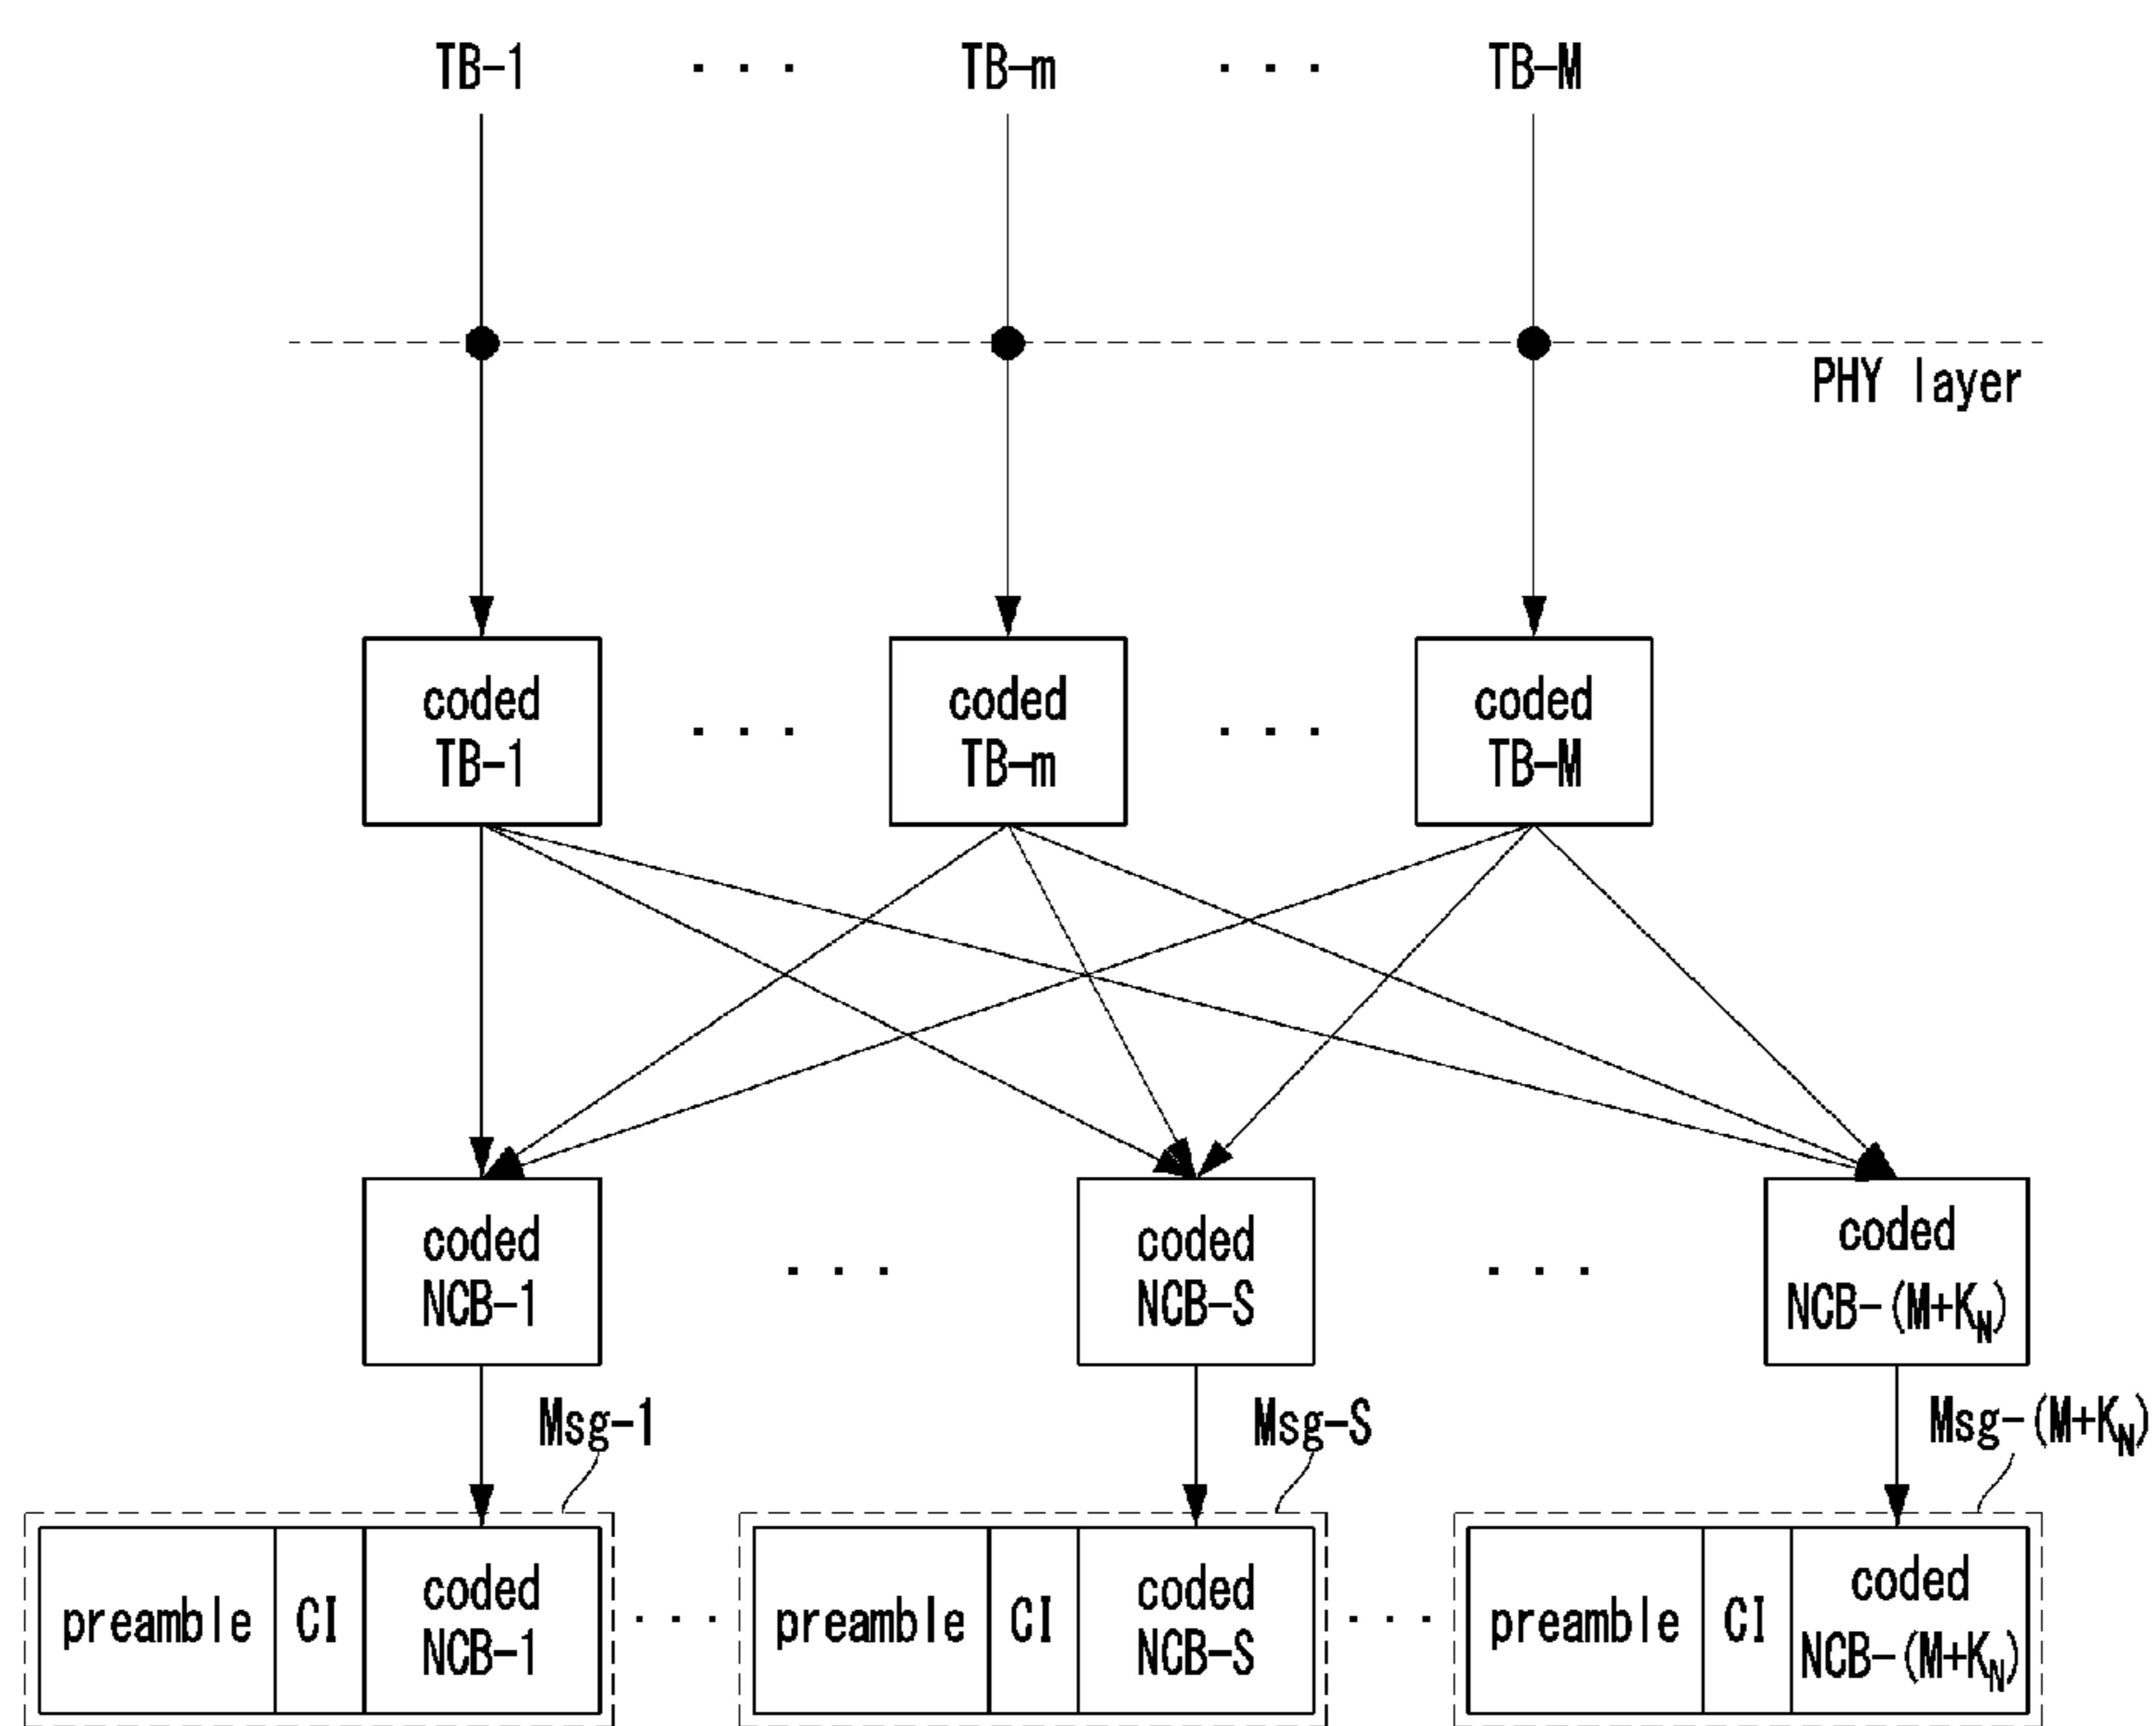 TB-1 . . . TB-m . . . TB-M
PHY layer
coded
TB-1
. . .
coded
TB-m
. . .
coded
TB-M
coded
NCB-1
. . .
coded
NCB-S
. . .
coded
NCB-(M+K_N)
Msg-1
Msg-S
Msg-(M+K_N)
preamble
CI
coded
NCB-1
. . .
preamble
CI
coded
NCB-S
. . .
preamble
CI
coded
NCB-(M+K_N)